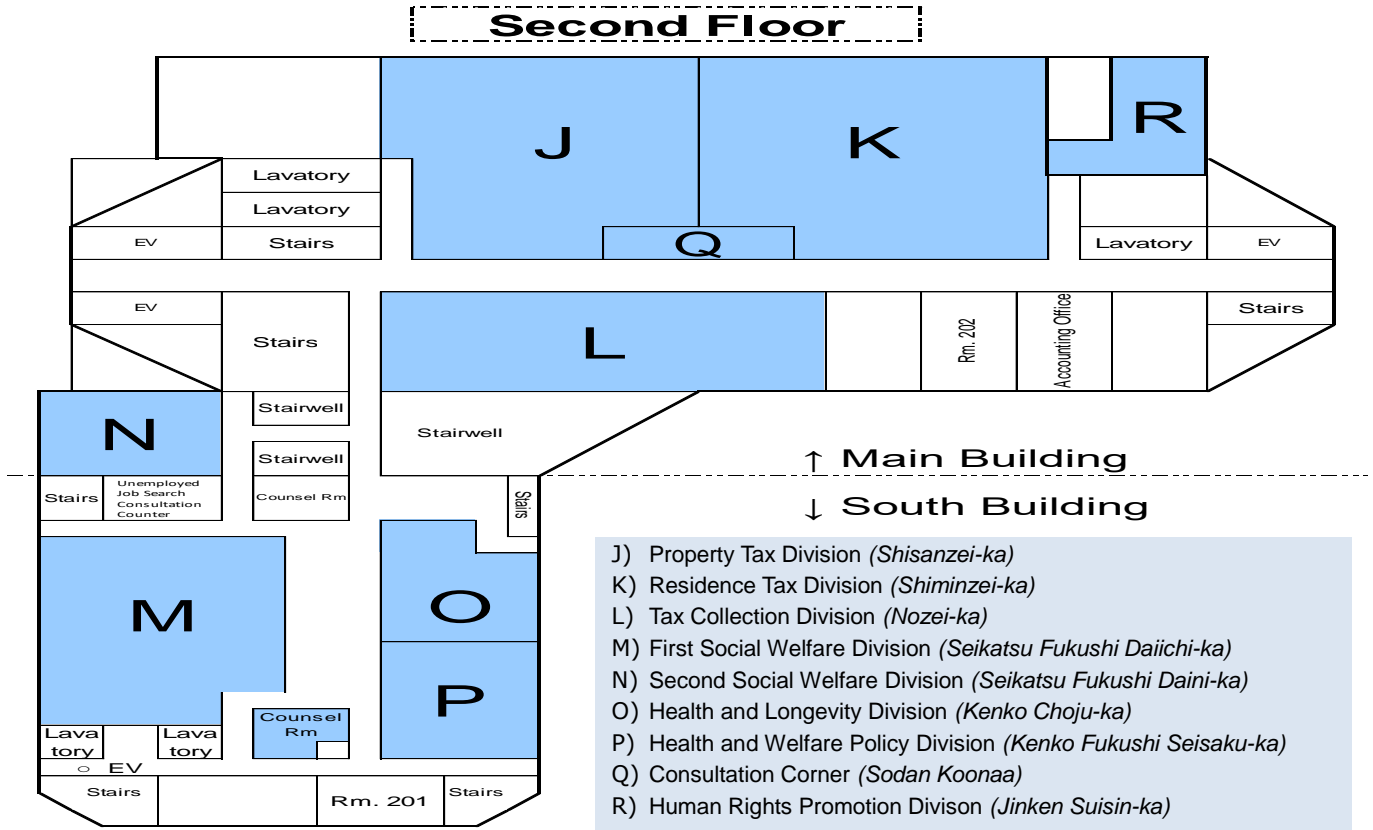 Second Floor
J
K
R
Lavatory
Lavatory
EV
Stairs
Q
Lavatory
EV
EV
Stairs
L
Rm. 202
Accounting Office
Stairs
N
Stairwell
Stairwell
Stairwell
↑ Main Building
Stairs
Unemployed
Job Search
Consultation
Counter
Counsel Rm
Stairs
↓ South Building
M
O
P
Counsel
Rm
Lava
tory
Lava
tory
○ EV
Stairs
Rm. 201
Stairs
J) Property Tax Division (Shisanzei-ka)
K) Residence Tax Division (Shiminzei-ka)
L) Tax Collection Division (Nozei-ka)
M) First Social Welfare Division (Seikatsu Fukushi Daiichi-ka)
N) Second Social Welfare Division (Seikatsu Fukushi Daini-ka)
O) Health and Longevity Division (Kenko Choju-ka)
P) Health and Welfare Policy Division (Kenko Fukushi Seisaku-ka)
Q) Consultation Corner (Sodan Koonaa)
R) Human Rights Promotion Divison (Jinken Suisin-ka)